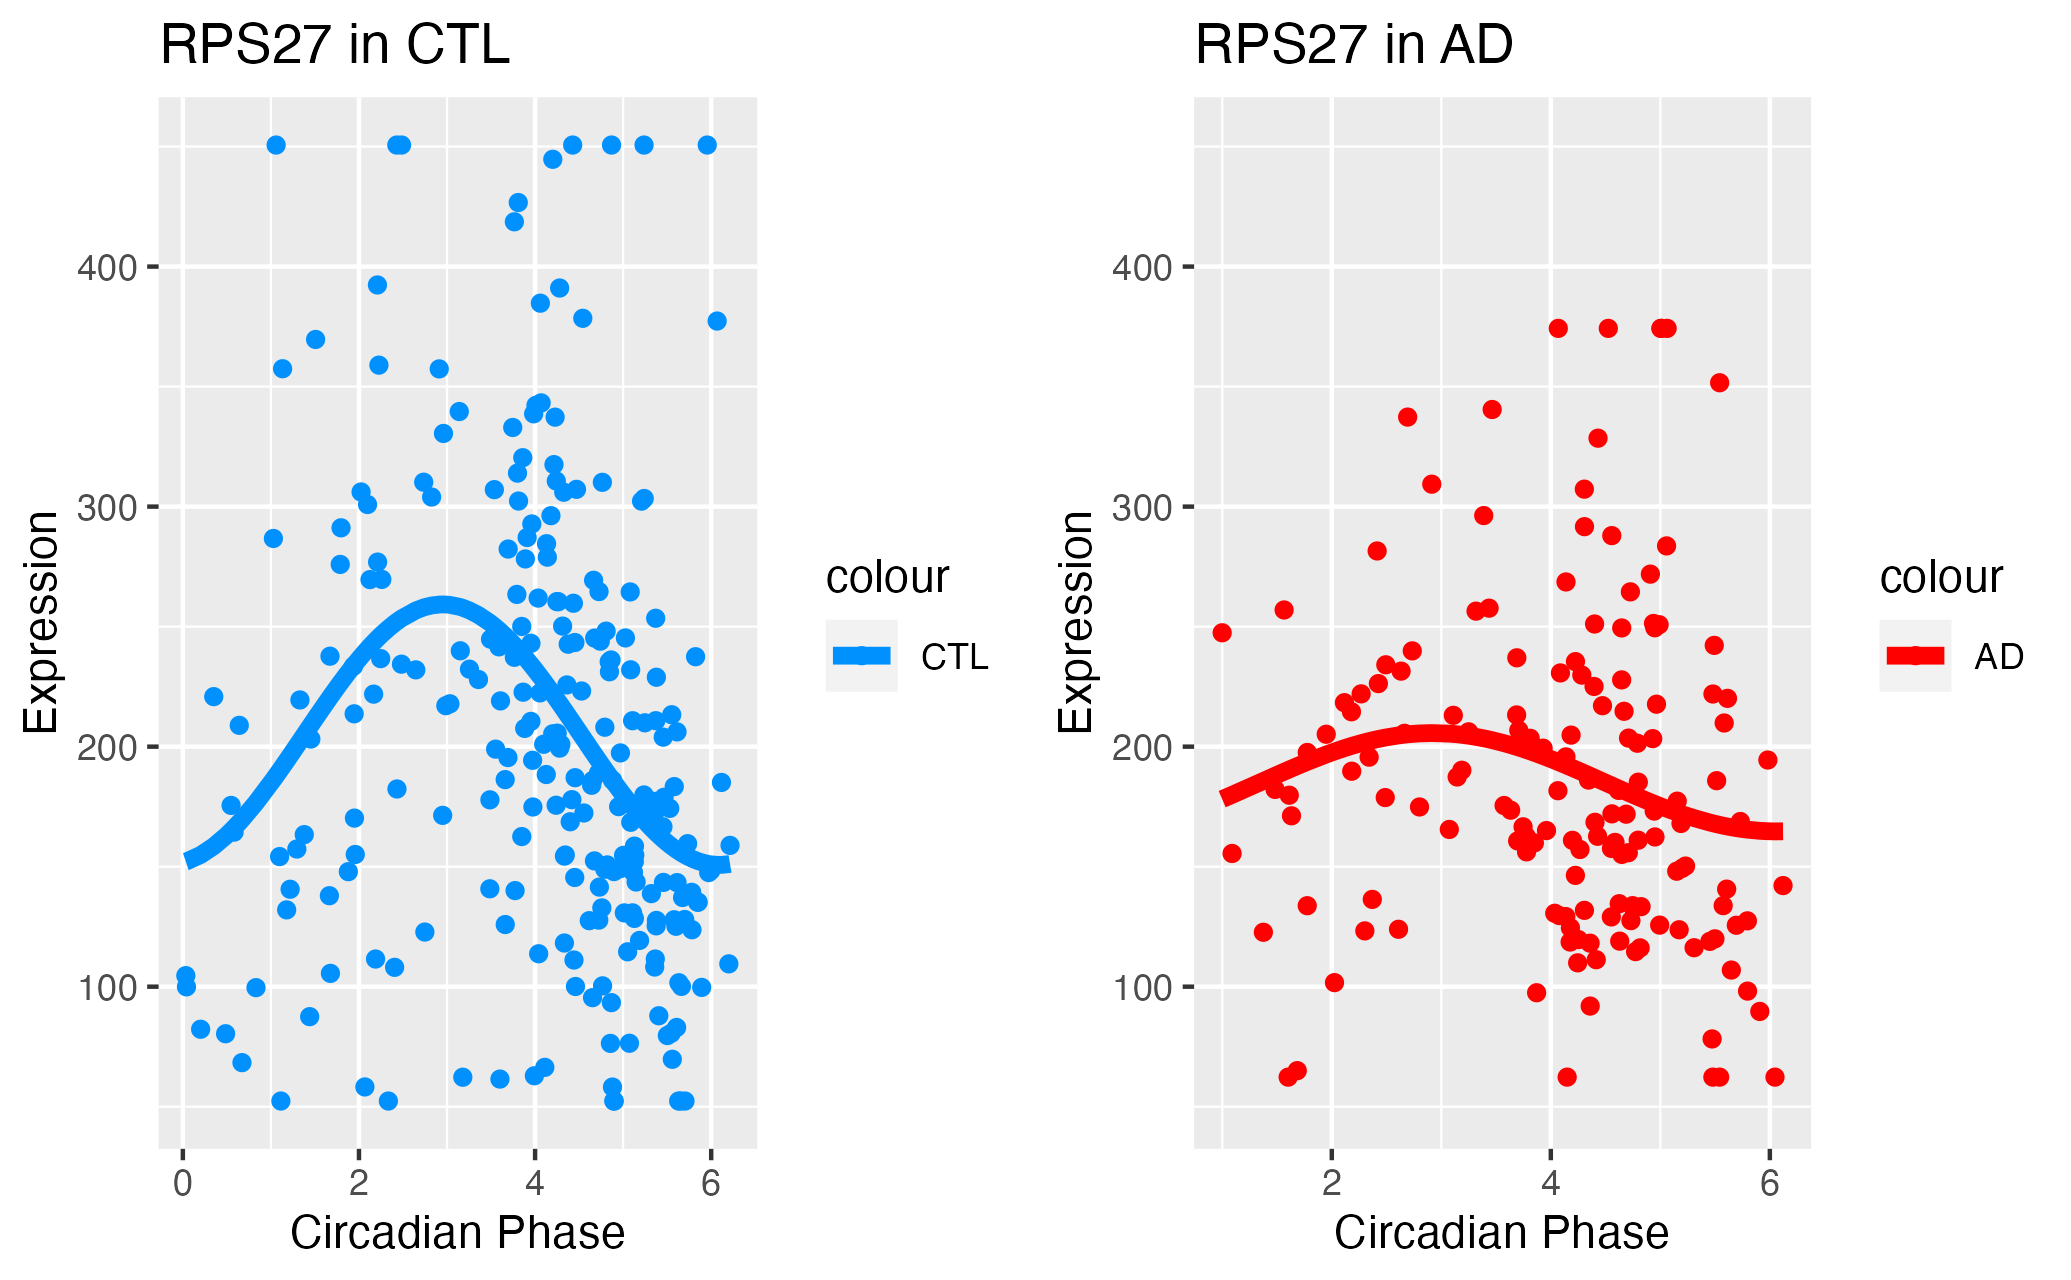 RPS27 in CTL
Expression
400
300
200
100
0 2 4 6
Circadian Phase
colour
CTL
RPS27 in AD
Expression
400
300
200
100
2 4 6
Circadian Phase
colour
AD